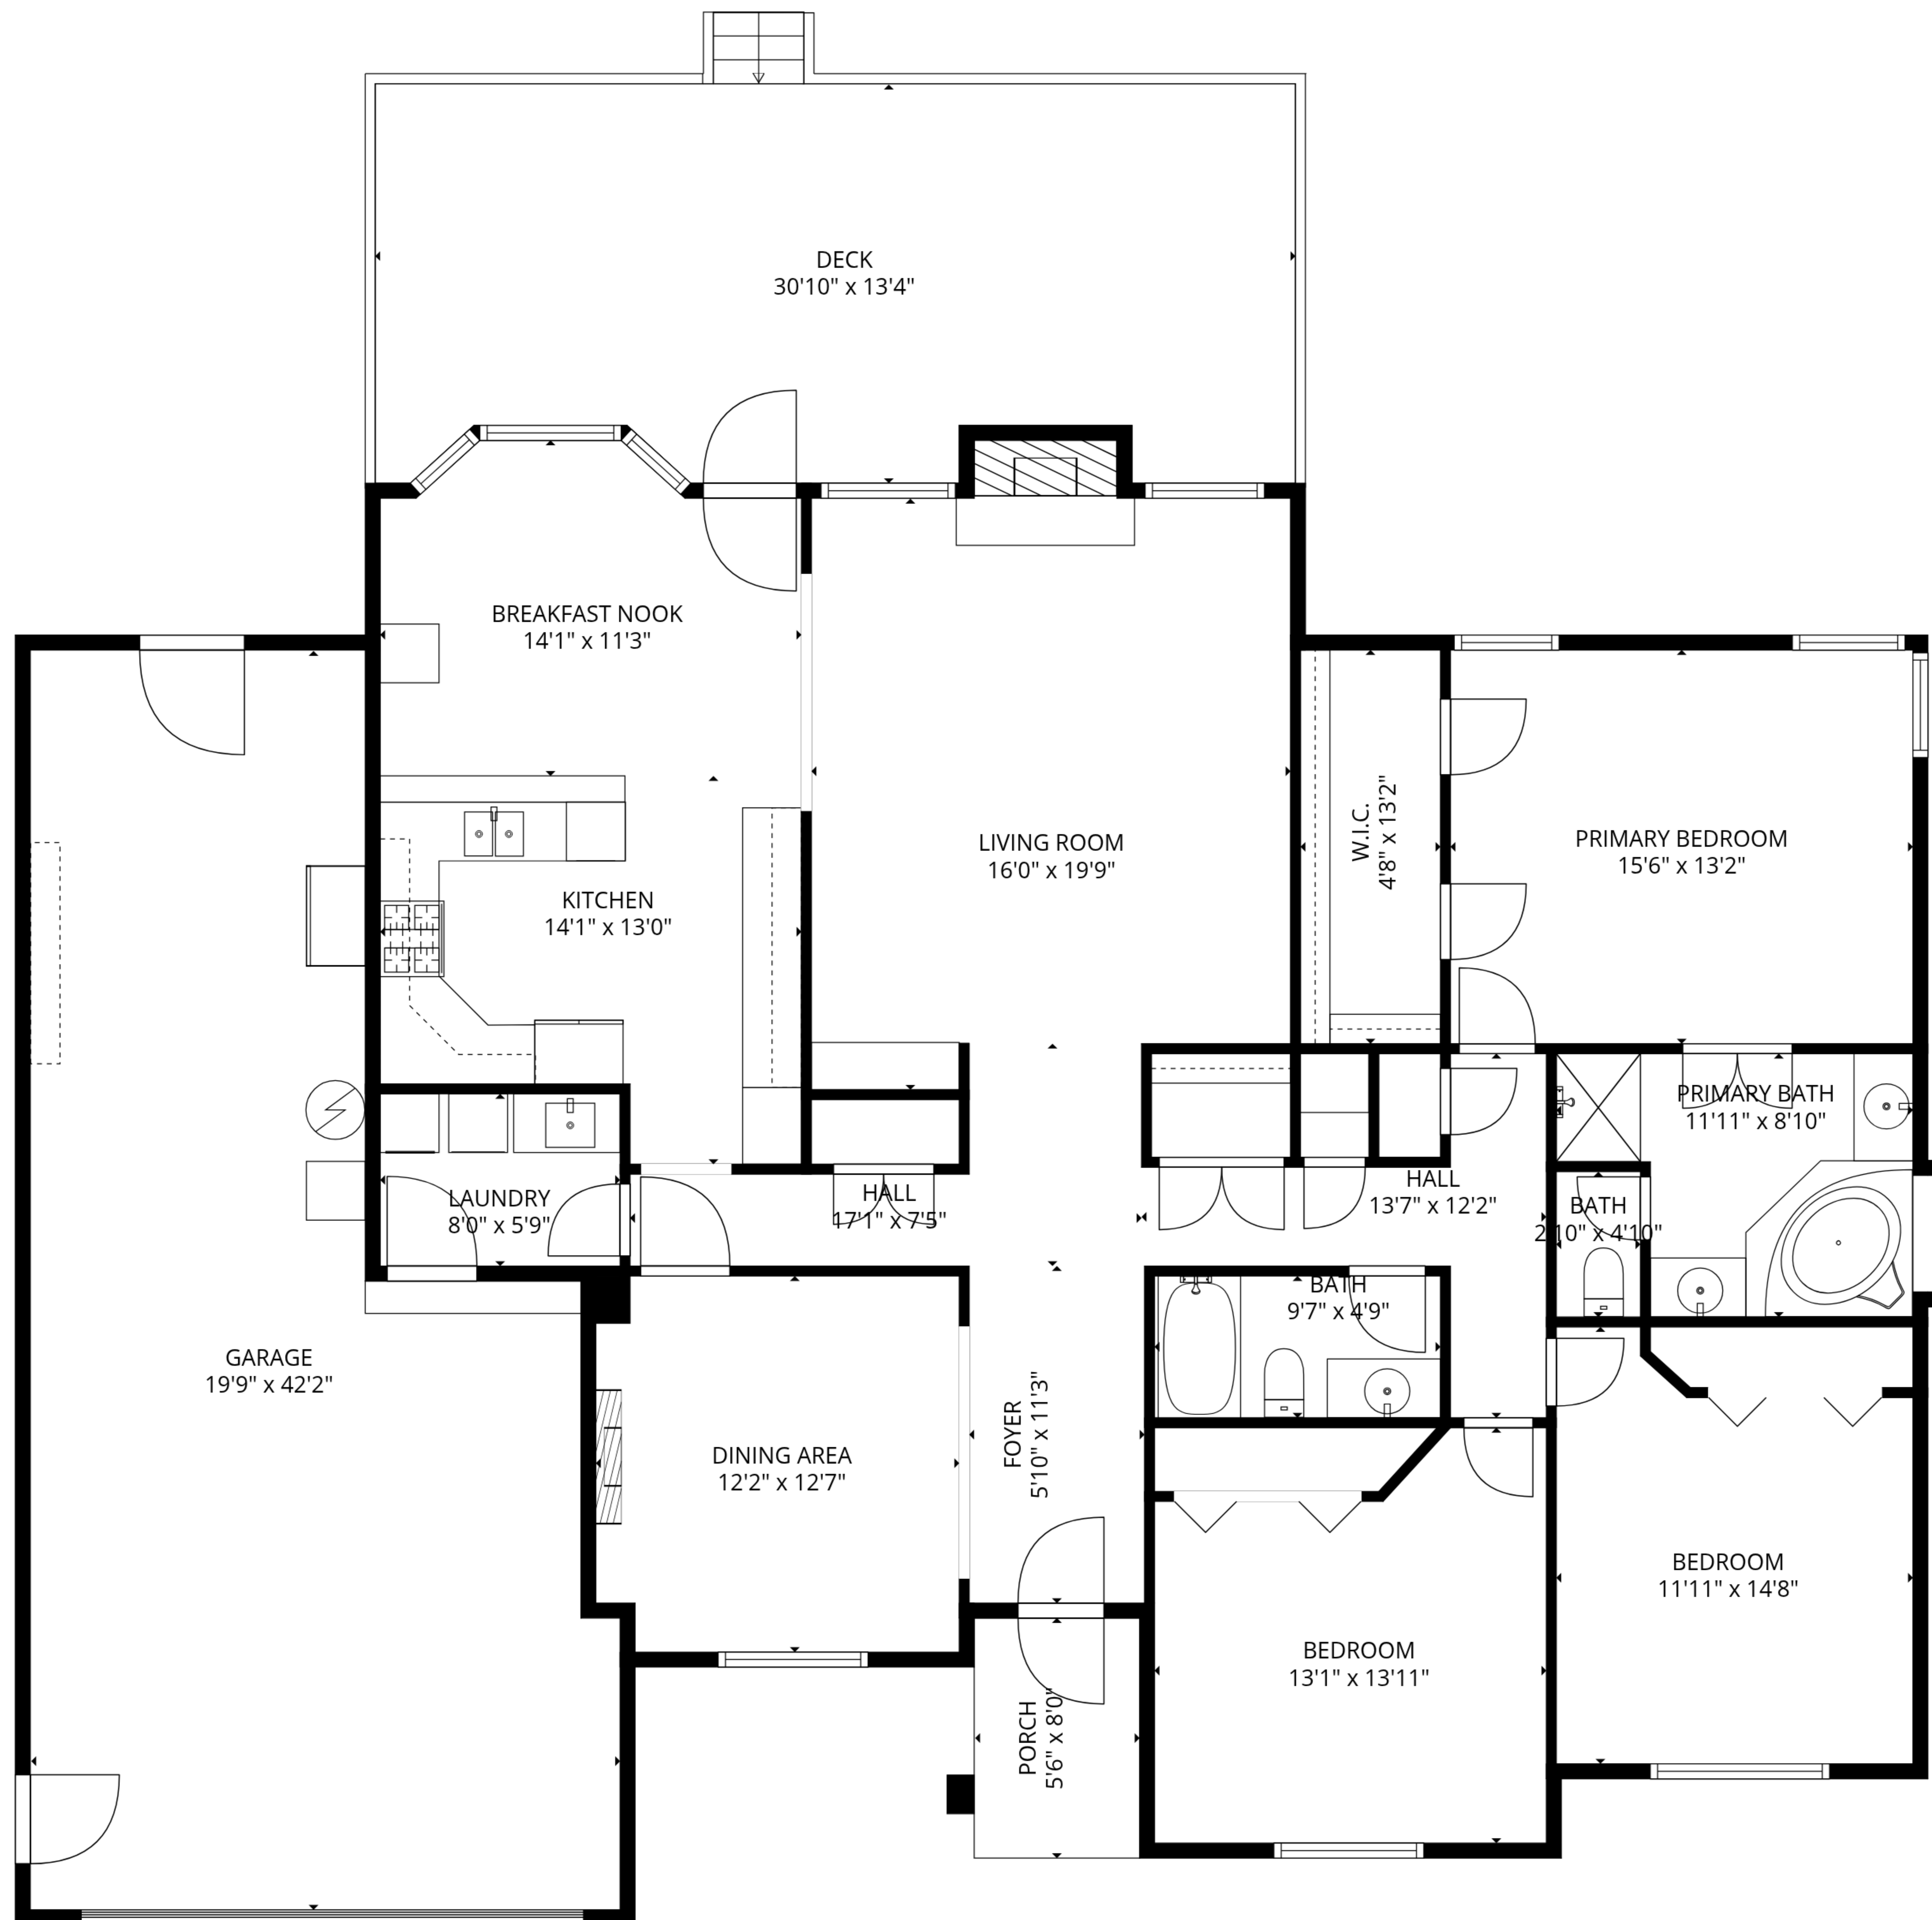 DECK
30'10" x 13'4"
BREAKFAST NOOK
14'1" x 11'3"
LIVING ROOM
16'0" x 19'9"
W.I.C.
4'8" x 13'2"
PRIMARY BEDROOM
15'6" x 13'2"
KITCHEN
14'1" x 13'0"
PRIMARY BATH
11'11" x 8'10"
LAUNDRY
8'0" x 5'9"
HALL
17'1" x 7'5"
HALL
13'7" x 12'2"
BATH
2'10" x 4'10"
BATH
9'7" x 4'9"
GARAGE
19'9" x 42'2"
DINING AREA
12'2" x 12'7"
FOYER
5'10" x 11'3"
BEDROOM
11'11" x 14'8"
BEDROOM
13'1" x 13'11"
PORCH
5'6" x 8'0"